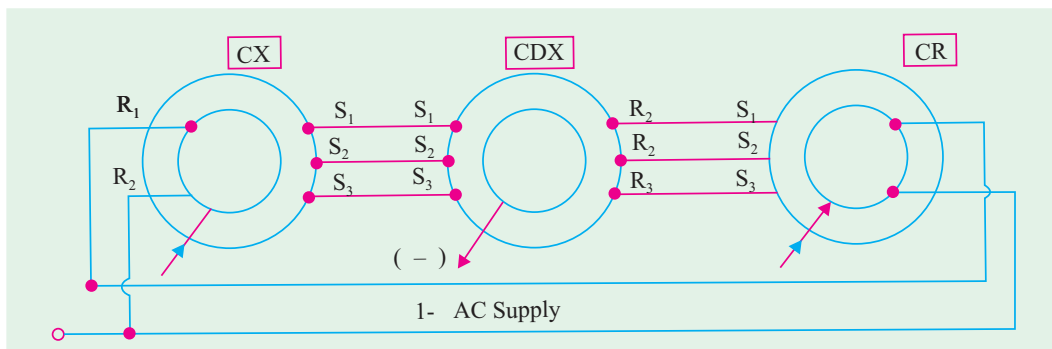 CX
CDX
CR
R₁
S₁
S₁
R₂
S₁
S₂
S₂
R₂
S₂
R₂
S₃
S₃
R₃
S₃
( – )
1- AC Supply